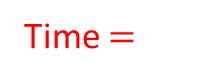 Time =